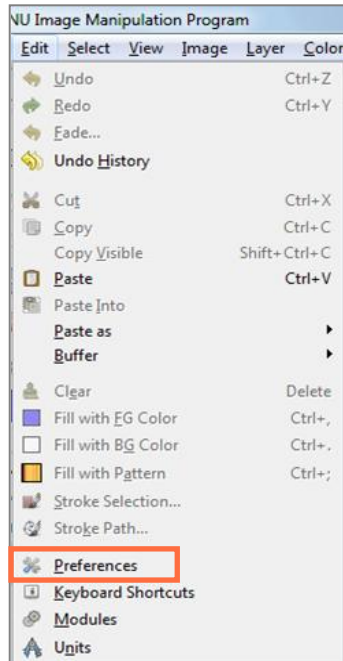 NU Image Manipulation Program
Edit Select View Image Layer Color
Undo Ctrl+Z
Redo Ctrl+Y
Fade...
Undo History
Cut Ctrl+X
Copy Ctrl+C
Copy Visible Shift+Ctrl+C
Paste Ctrl+V
Paste Into
Paste as
Buffer
Clear Delete
Fill with FG Color Ctrl+,
Fill with BG Color Ctrl+.
Fill with Pattern Ctrl+;
Stroke Selection...
Stroke Path...
Preferences
Keyboard Shortcuts
Modules
Units